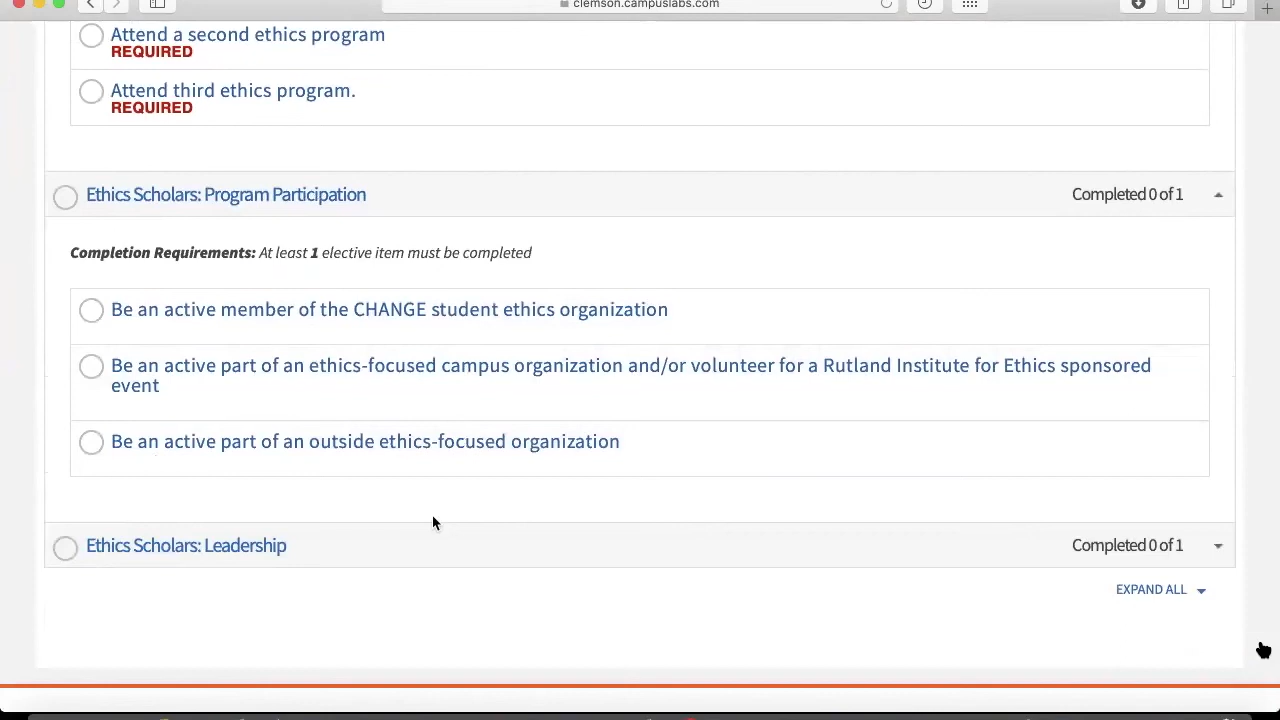 clemson.campuslabs.com
Attend a second ethics program
REQUIRED
Attend third ethics program.
REQUIRED
Ethics Scholars: Program Participation
Completed 0 of 1
Completion Requirements: At least 1 elective item must be completed
Be an active member of the CHANGE student ethics organization
Be an active part of an ethics-focused campus organization and/or volunteer for a Rutland Institute for Ethics sponsored
event
Be an active part of an outside ethics-focused organization
Ethics Scholars: Leadership
Completed 0 of 1
EXPAND ALL